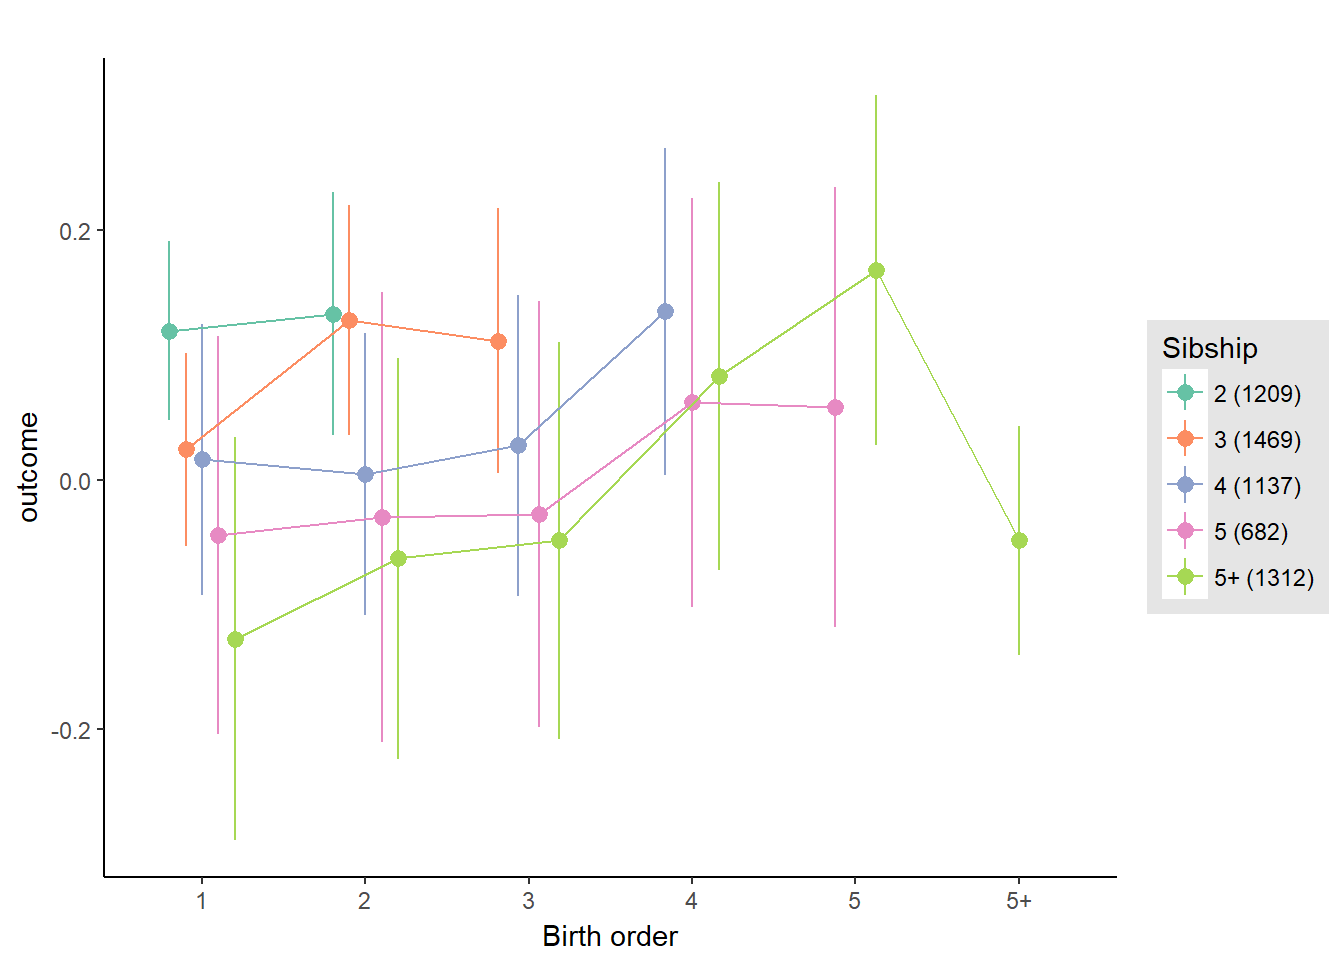 outcome
0.2
0.0
-0.2
1 2 3 4 5 5+
Birth order
Sibship
2 (1209)
3 (1469)
4 (1137)
5 (682)
5+ (1312)